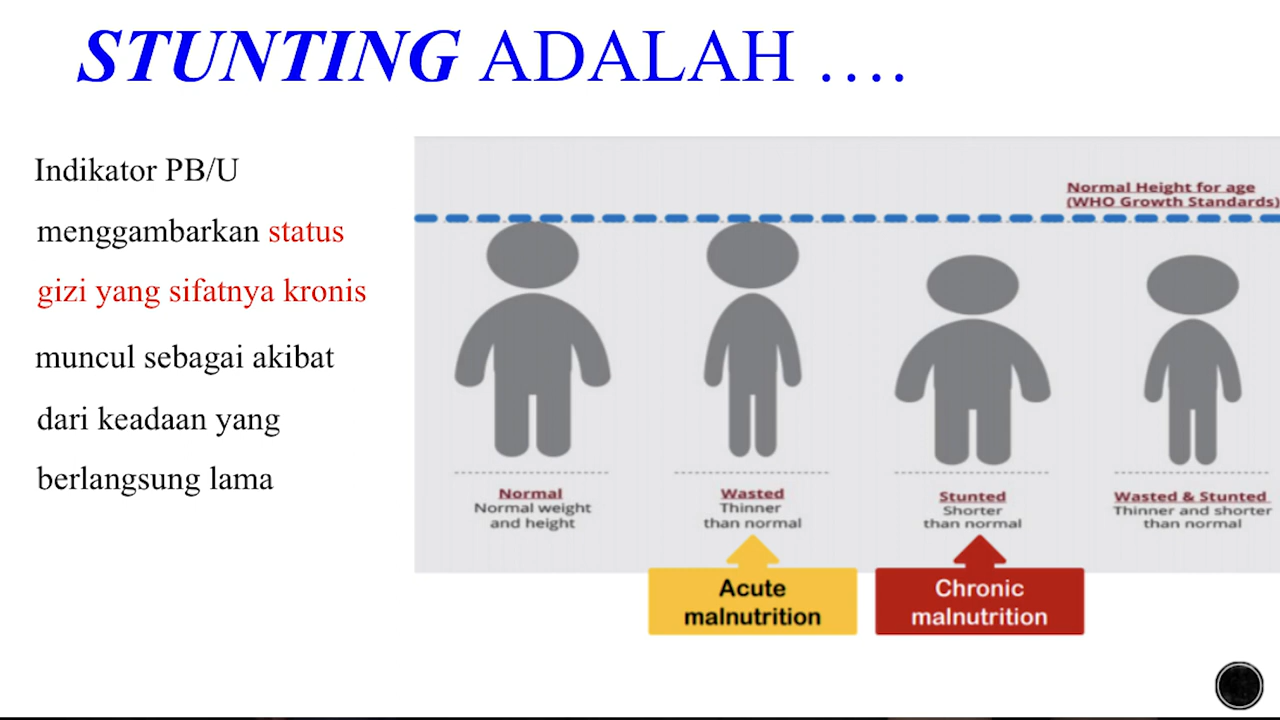 STUNTING ADALAH ....
Indikator PB/U
menggambarkan status
gizi yang sifatnya kronis
muncul sebagai akibat
dari keadaan yang
berlangsung lama
Normal Height for age
(WHO Growth Standards)
Normal
Normal weight
and height
Wasted
Thinner
than normal
Stunted
Shorter
than normal
Wasted & Stunted
Thinner and shorter
than normal
Acute
malnutrition
Chronic
malnutrition